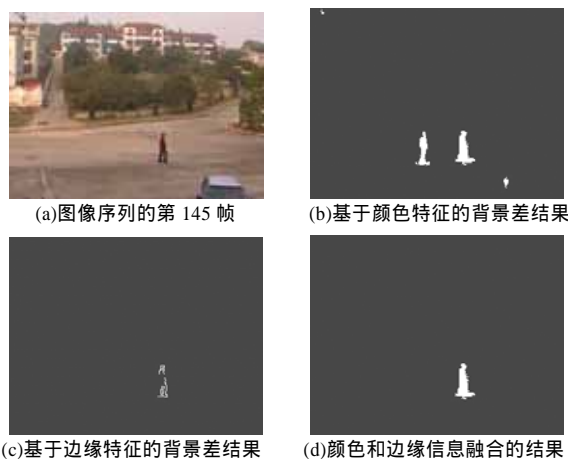 (a)图像序列的第 145 帧
(b)基于颜色特征的背景差结果
(c)基于边缘特征的背景差结果
(d)颜色和边缘信息融合的结果